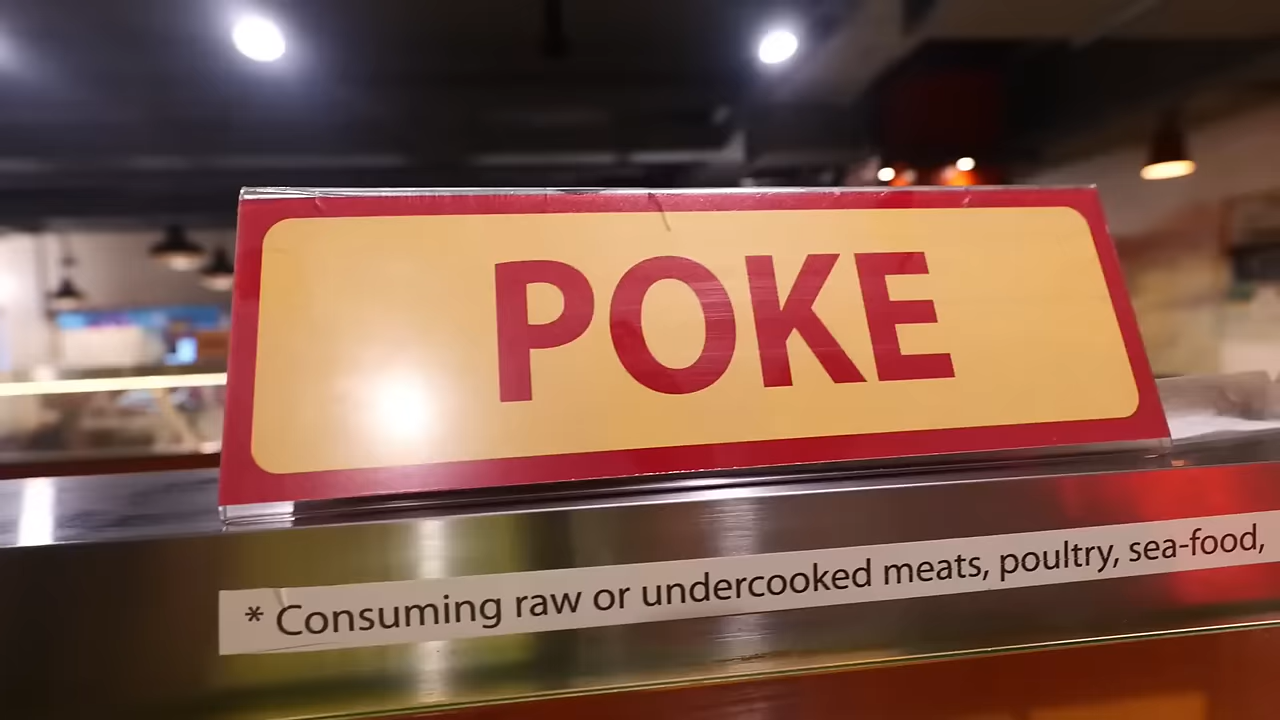 POKE
* Consuming raw or undercooked meats, poultry, sea-food,